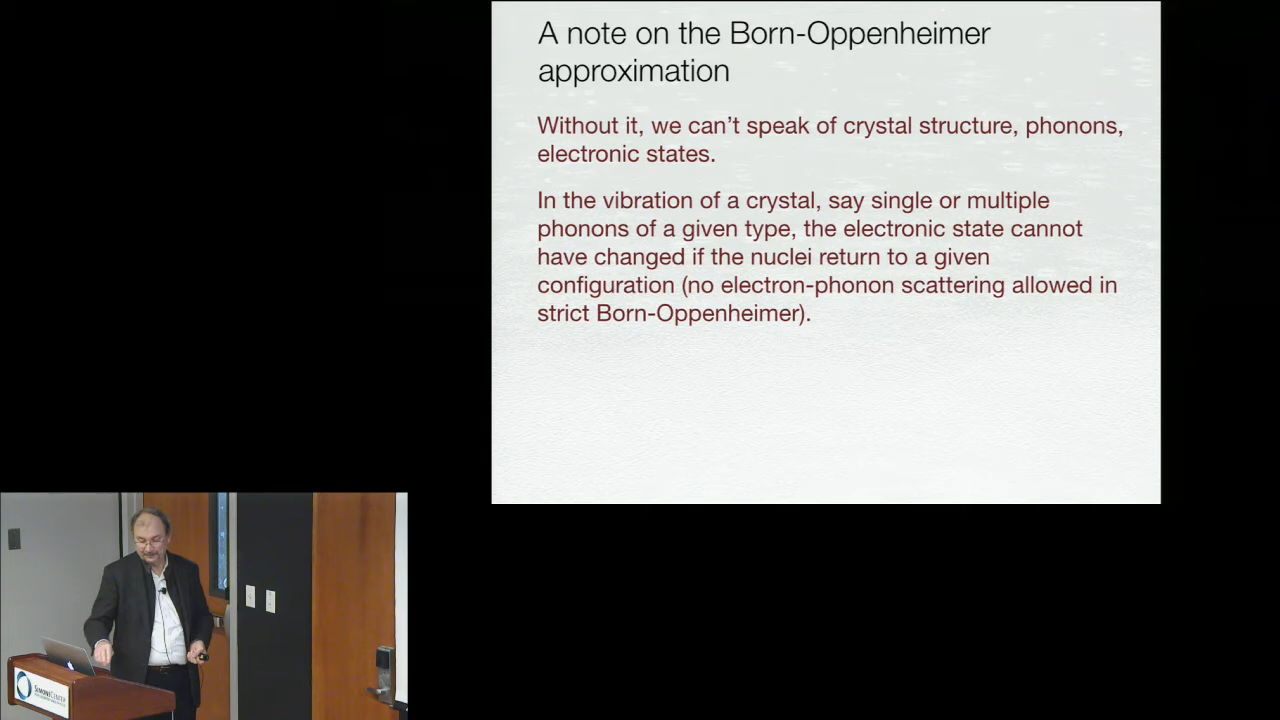 A note on the Born-Oppenheimer
approximation
Without it, we can’t speak of crystal structure, phonons,
electronic states.
In the vibration of a crystal, say single or multiple
phonons of a given type, the electronic state cannot
have changed if the nuclei return to a given
configuration (no electron-phonon scattering allowed in
strict Born-Oppenheimer).
SIMONS CENTER